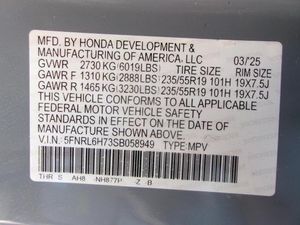 MFD. BY HONDA DEVELOPMENT &
MANUFACTURING OF AMERICA, LLC 03/'25
GVWR 2730 KG (6019LBS) TIRE SIZE RIM SIZE
GAWR F 1310 KG (2888LBS) 235/55R19 101H 19X7.5J
GAWR R 1465 KG (3230LBS) 235/55R19 101H 19X7.5J
THIS VEHICLE CONFORMS TO ALL APPLICABLE
FEDERAL MOTOR VEHICLE SAFETY
STANDARDS IN EFFECT ON THE DATE OF
MANUFACTURE SHOWN ABOVE.
V.I.N. 5FNRL6H73SB058949 TYPE:MPV
THR S AH8 NH877P Z B